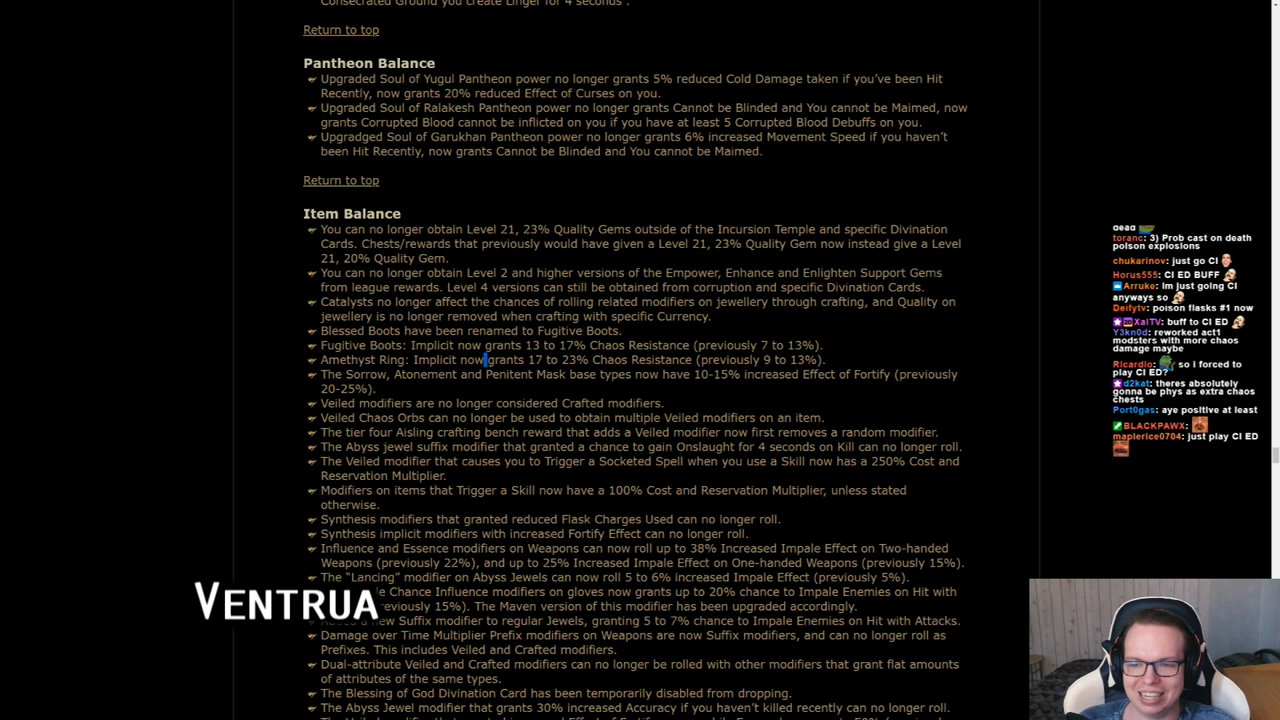 Consecrated Ground you create Linger for 4 seconds .
Return to top
Pantheon Balance
Upgraded Soul of Yugul Pantheon power no longer grants 5% reduced Cold Damage taken if you’ve been Hit
Recently, now grants 20% reduced Effect of Curses on you.
Upgraded Soul of Ralakesh Pantheon power no longer grants Cannot be Blinded and You cannot be Maimed, now
grants Corrupted Blood cannot be inflicted on you if you have at least 5 Corrupted Blood Debuffs on you.
Upgradged Soul of Garukhan Pantheon power no longer grants 6% increased Movement Speed if you haven’t
been Hit Recently, now grants Cannot be Blinded and You cannot be Maimed.
Return to top
Item Balance
You can no longer obtain Level 21, 23% Quality Gems outside of the Incursion Temple and specific Divination
Cards. Chests/rewards that previously would have given a Level 21, 23% Quality Gem now instead give a Level
21, 20% Quality Gem.
You can no longer obtain Level 2 and higher versions of the Empower, Enhance and Enlighten Support Gems
from league rewards. Level 4 versions can still be obtained from corruption and specific Divination Cards.
Catalysts no longer affect the chances of rolling related modifiers on jewellery through crafting, and Quality on
jewellery is no longer removed when crafting with specific Currency.
Blessed Boots have been renamed to Fugitive Boots.
Fugitive Boots: Implicit now grants 13 to 17% Chaos Resistance (previously 7 to 13%).
Amethyst Ring: Implicit now grants 17 to 23% Chaos Resistance (previously 9 to 13%).
The Sorrow, Atonement and Penitent Mask base types now have 10-15% increased Effect of Fortify (previously
20-25%).
Veiled modifiers are no longer considered Crafted modifiers.
Veiled Chaos Orbs can no longer be used to obtain multiple Veiled modifiers on an item.
The tier four Aisling crafting bench reward that adds a Veiled modifier now first removes a random modifier.
The Abyss jewel suffix modifier that granted a chance to gain Onslaught for 4 seconds on Kill can no longer roll.
The Veiled modifier that causes you to Trigger a Socketed Spell when you use a Skill now has a 250% Cost and
Reservation Multiplier.
Modifiers on items that Trigger a Skill now have a 100% Cost and Reservation Multiplier, unless stated
otherwise.
Synthesis modifiers that granted reduced Flask Charges Used can no longer roll.
Synthesis implicit modifiers with increased Fortify Effect can no longer roll.
Influence and Essence modifiers on Weapons can now roll up to 38% Increased Impale Effect on Two-handed
Weapons (previously 22%), and up to 25% Increased Impale Effect on One-handed Weapons (previously 15%).
The “Lancing” modifier on Abyss Jewels can now roll 5 to 6% increased Impale Effect (previously 5%).
Chance Influence modifiers on gloves now grants up to 20% chance to Impale Enemies on Hit with
15%). The Maven version of this modifier has been upgraded accordingly.
new Suffix modifier to regular Jewels, granting 5 to 7% chance to Impale Enemies on Hit with Attacks.
Damage over Time Multiplier Prefix modifiers on Weapons are now Suffix modifiers, and can no longer roll as
Prefixes. This includes Veiled and Crafted modifiers.
Dual-attribute Veiled and Crafted modifiers can no longer be rolled with other modifiers that grant flat amounts
of attributes of the same types.
The Blessing of God Divination Card has been temporarily disabled from dropping.
The Abyss Jewel modifier that grants 30% increased Accuracy if you haven’t killed recently can no longer roll.
VENTRUA
dead
toranc: 3) Prob cast on death
poison explosions
chukarinov: just go CI
Horus555: CI ED BUFF
Arruke: Im just going CI
anyways so
Deifytv: poison flasks #1 now
XalTV: buff to CI ED
Y3kn0d: reworked act1
modsters with more chaos
damage maybe
Ricardio: so i forced to
play CI ED?
d2kat: theres absolutely
gonna be phys as extra chaos
chests
Port0gas: aye positive at least
BLACKPAWX:
maplerice0704: just play CI ED